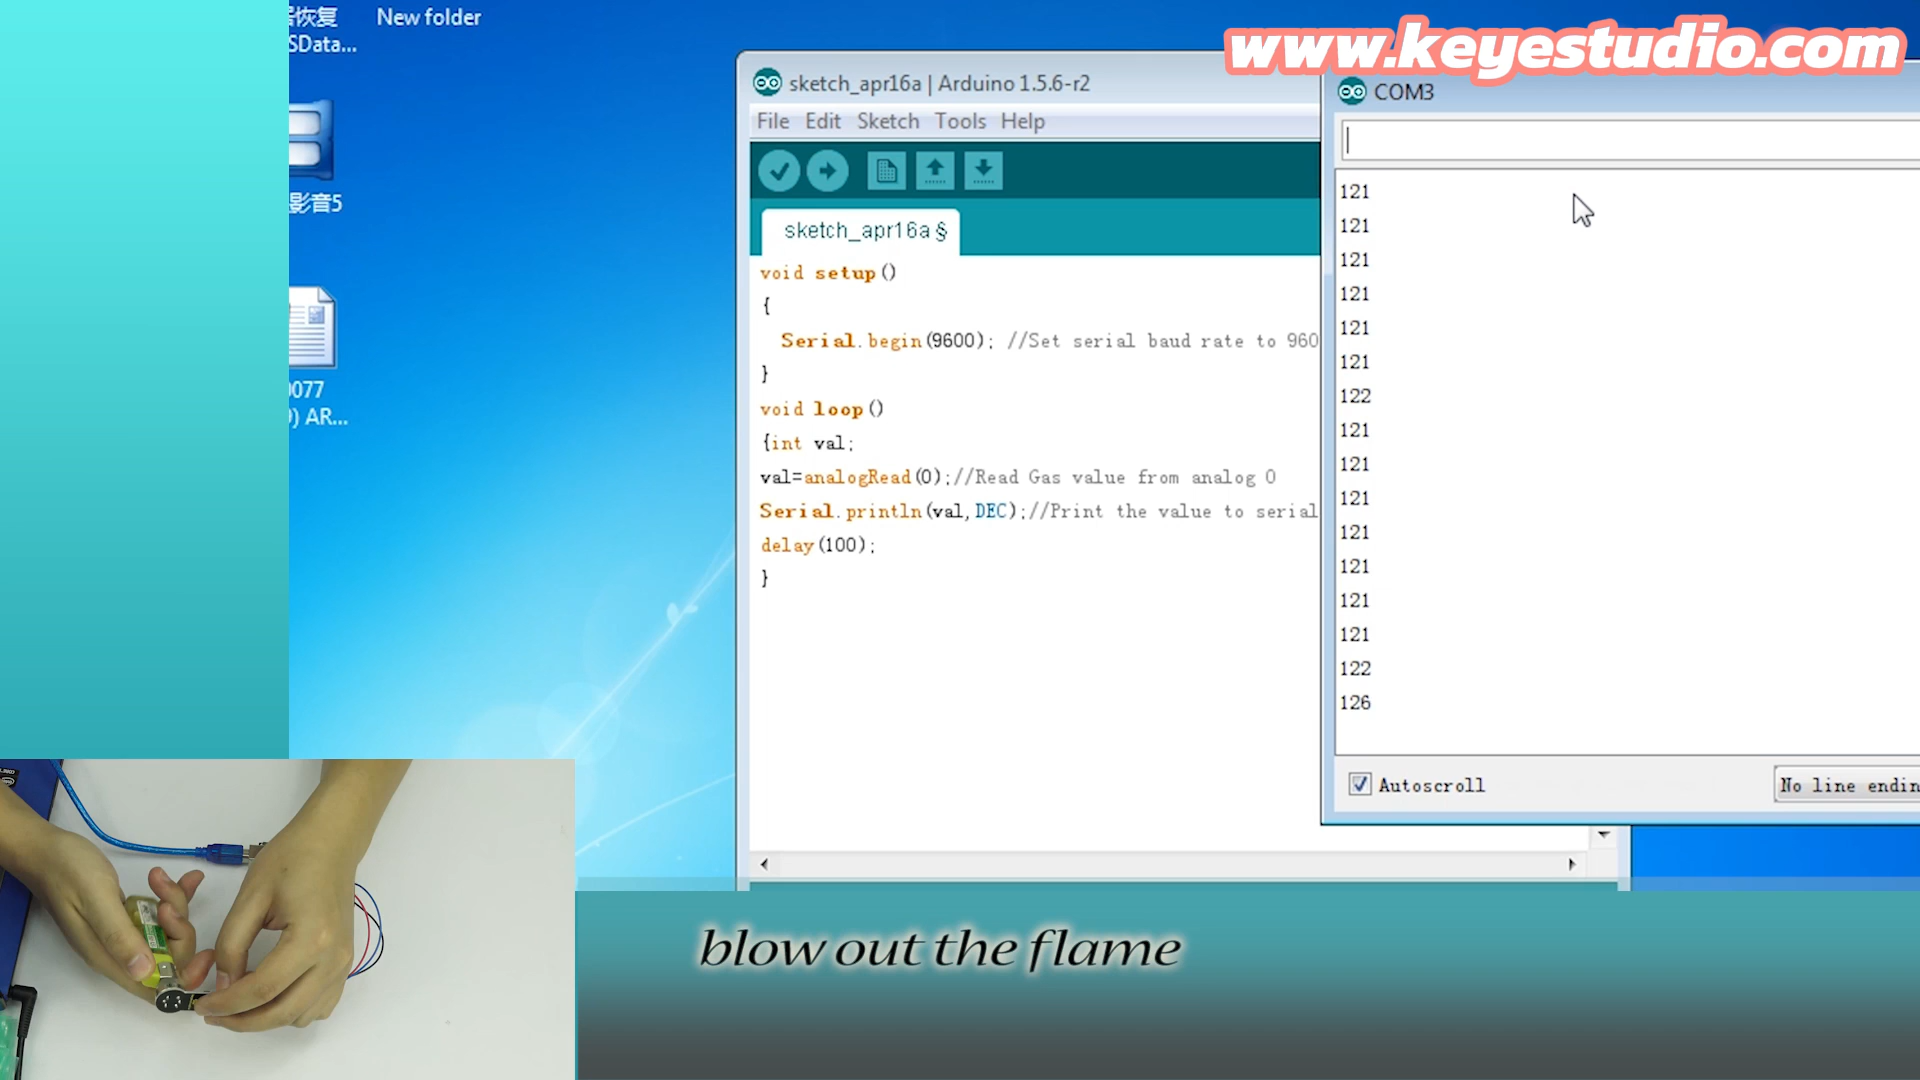 恢复
SData...
New folder
影音5
0077
) AR...
www.keyestudio.com
sketch_apr16a | Arduino 1.5.6-r2
File Edit Sketch Tools Help
sketch_apr16a §
void setup()
{
Serial.begin(9600); //Set serial baud rate to 960
}
void loop()
{int val;
val=analogRead(0);//Read Gas value from analog 0
Serial.println(val,DEC);//Print the value to serial
delay(100);
}
COM3
121
121
121
121
121
121
122
121
121
121
121
121
121
121
122
126
Autoscroll
No line endin
blow out the flame